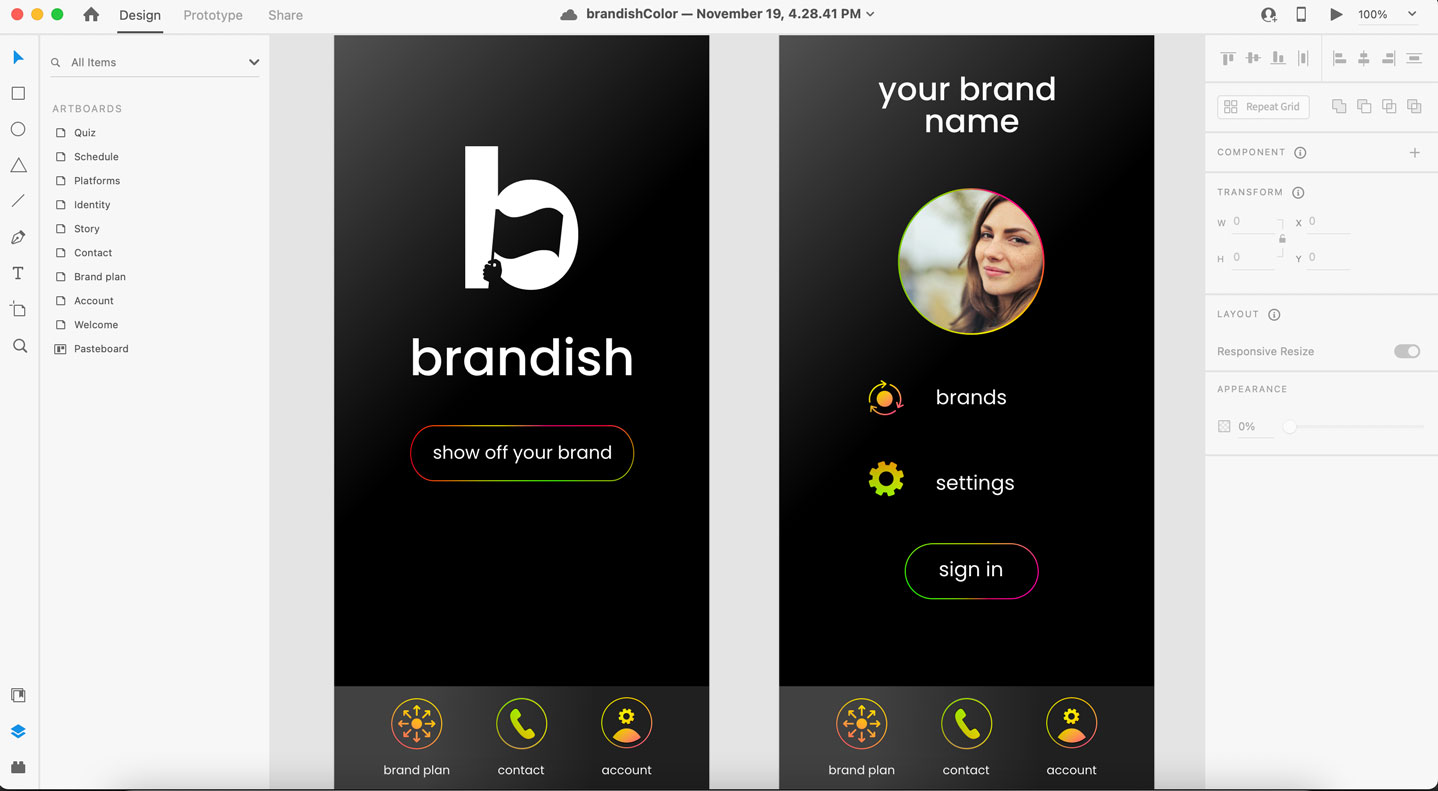 Design
Prototype
Share
brandishColor — November 19, 4.28.41 PM
100%
All Items
ARTBOARDS
Quiz
Schedule
Platforms
Identity
Story
Contact
Brand plan
Account
Welcome
Pasteboard
b
brandish
show off your brand
brand plan
contact
account
your brand
name
brands
settings
sign in
brand plan
contact
account
Repeat Grid
COMPONENT
TRANSFORM
W 0 X 0
H 0 Y 0
LAYOUT
Responsive Resize
APPEARANCE
0%